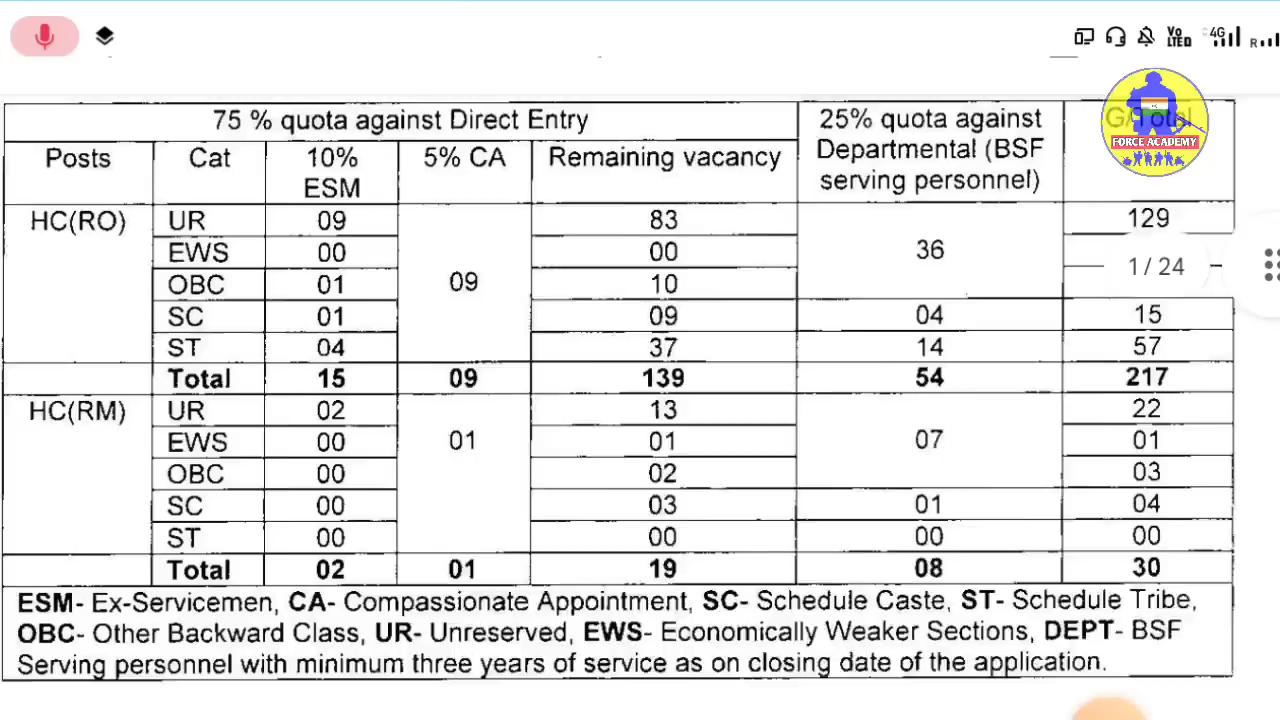 Vo
LTED
4G
R
75 % quota against Direct Entry
25% quota against Departmental (BSF serving personnel)
G/Total
FORCE ACADEMY
Posts Cat 10% ESM 5% CA Remaining vacancy
HC(RO) UR 09 09 83 36 129
EWS 00 00
1 / 24
OBC 01 10
SC 01 09 04 15
ST 04 37 14 57
Total 15 09 139 54 217
HC(RM) UR 02 01 13 07 22
EWS 00 01 01
OBC 00 02 03
SC 00 03 01 04
ST 00 00 00 00
Total 02 01 19 08 30
ESM- Ex-Servicemen, CA- Compassionate Appointment, SC- Schedule Caste, ST- Schedule Tribe,
OBC- Other Backward Class, UR- Unreserved, EWS- Economically Weaker Sections, DEPT- BSF
Serving personnel with minimum three years of service as on closing date of the application.